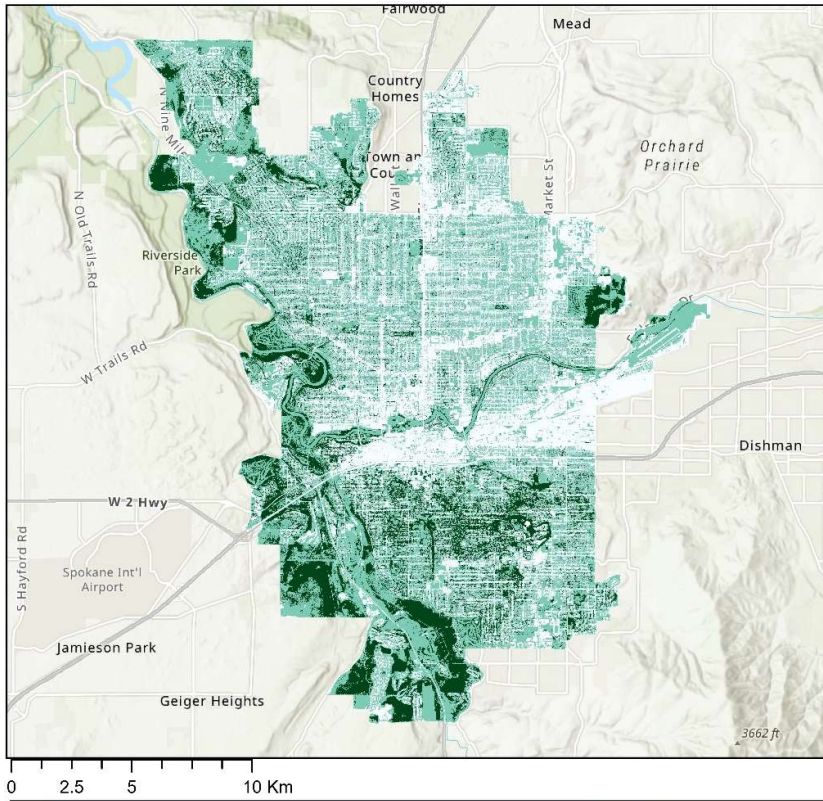 Fairwood
Mead
Country
Homes
Orchard
Prairie
N Nine Mile
Town an
Cou
Wall
Market St
N Old Trails Rd
Riverside
Park
Dr
W Trails Rd
Dishman
W 2 Hwy
S Hayford Rd
Spokane Int'l
Airport
Jamieson Park
Geiger Heights
3662 ft
0 2.5 5 10 Km